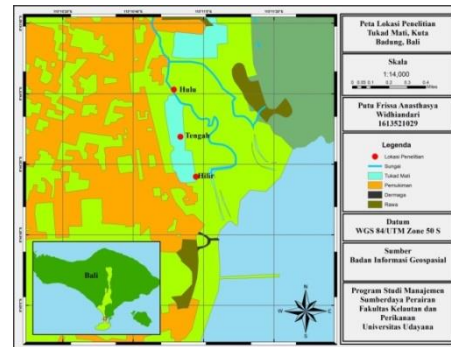 Hulu
Tengah
Hilir
Bali
N
W
E
S
Peta Lokasi Penelitian
Tukad Mati, Kuta
Badung, Bali
Skala
1:14,000
Putu Frissa Anasthasya
Widhiandari
1613521029
Legenda
Lokasi Penelitian
Sungai
Tukad Mati
Pemukiman
Dermaga
Rawa
Datum
WGS 84/UTM Zone 50 S
Sumber
Badan Informasi Geospasial
Program Studi Manajemen
Sumberdaya Perairan
Fakultas Kelautan dan
Perikanan
Universitas Udayana